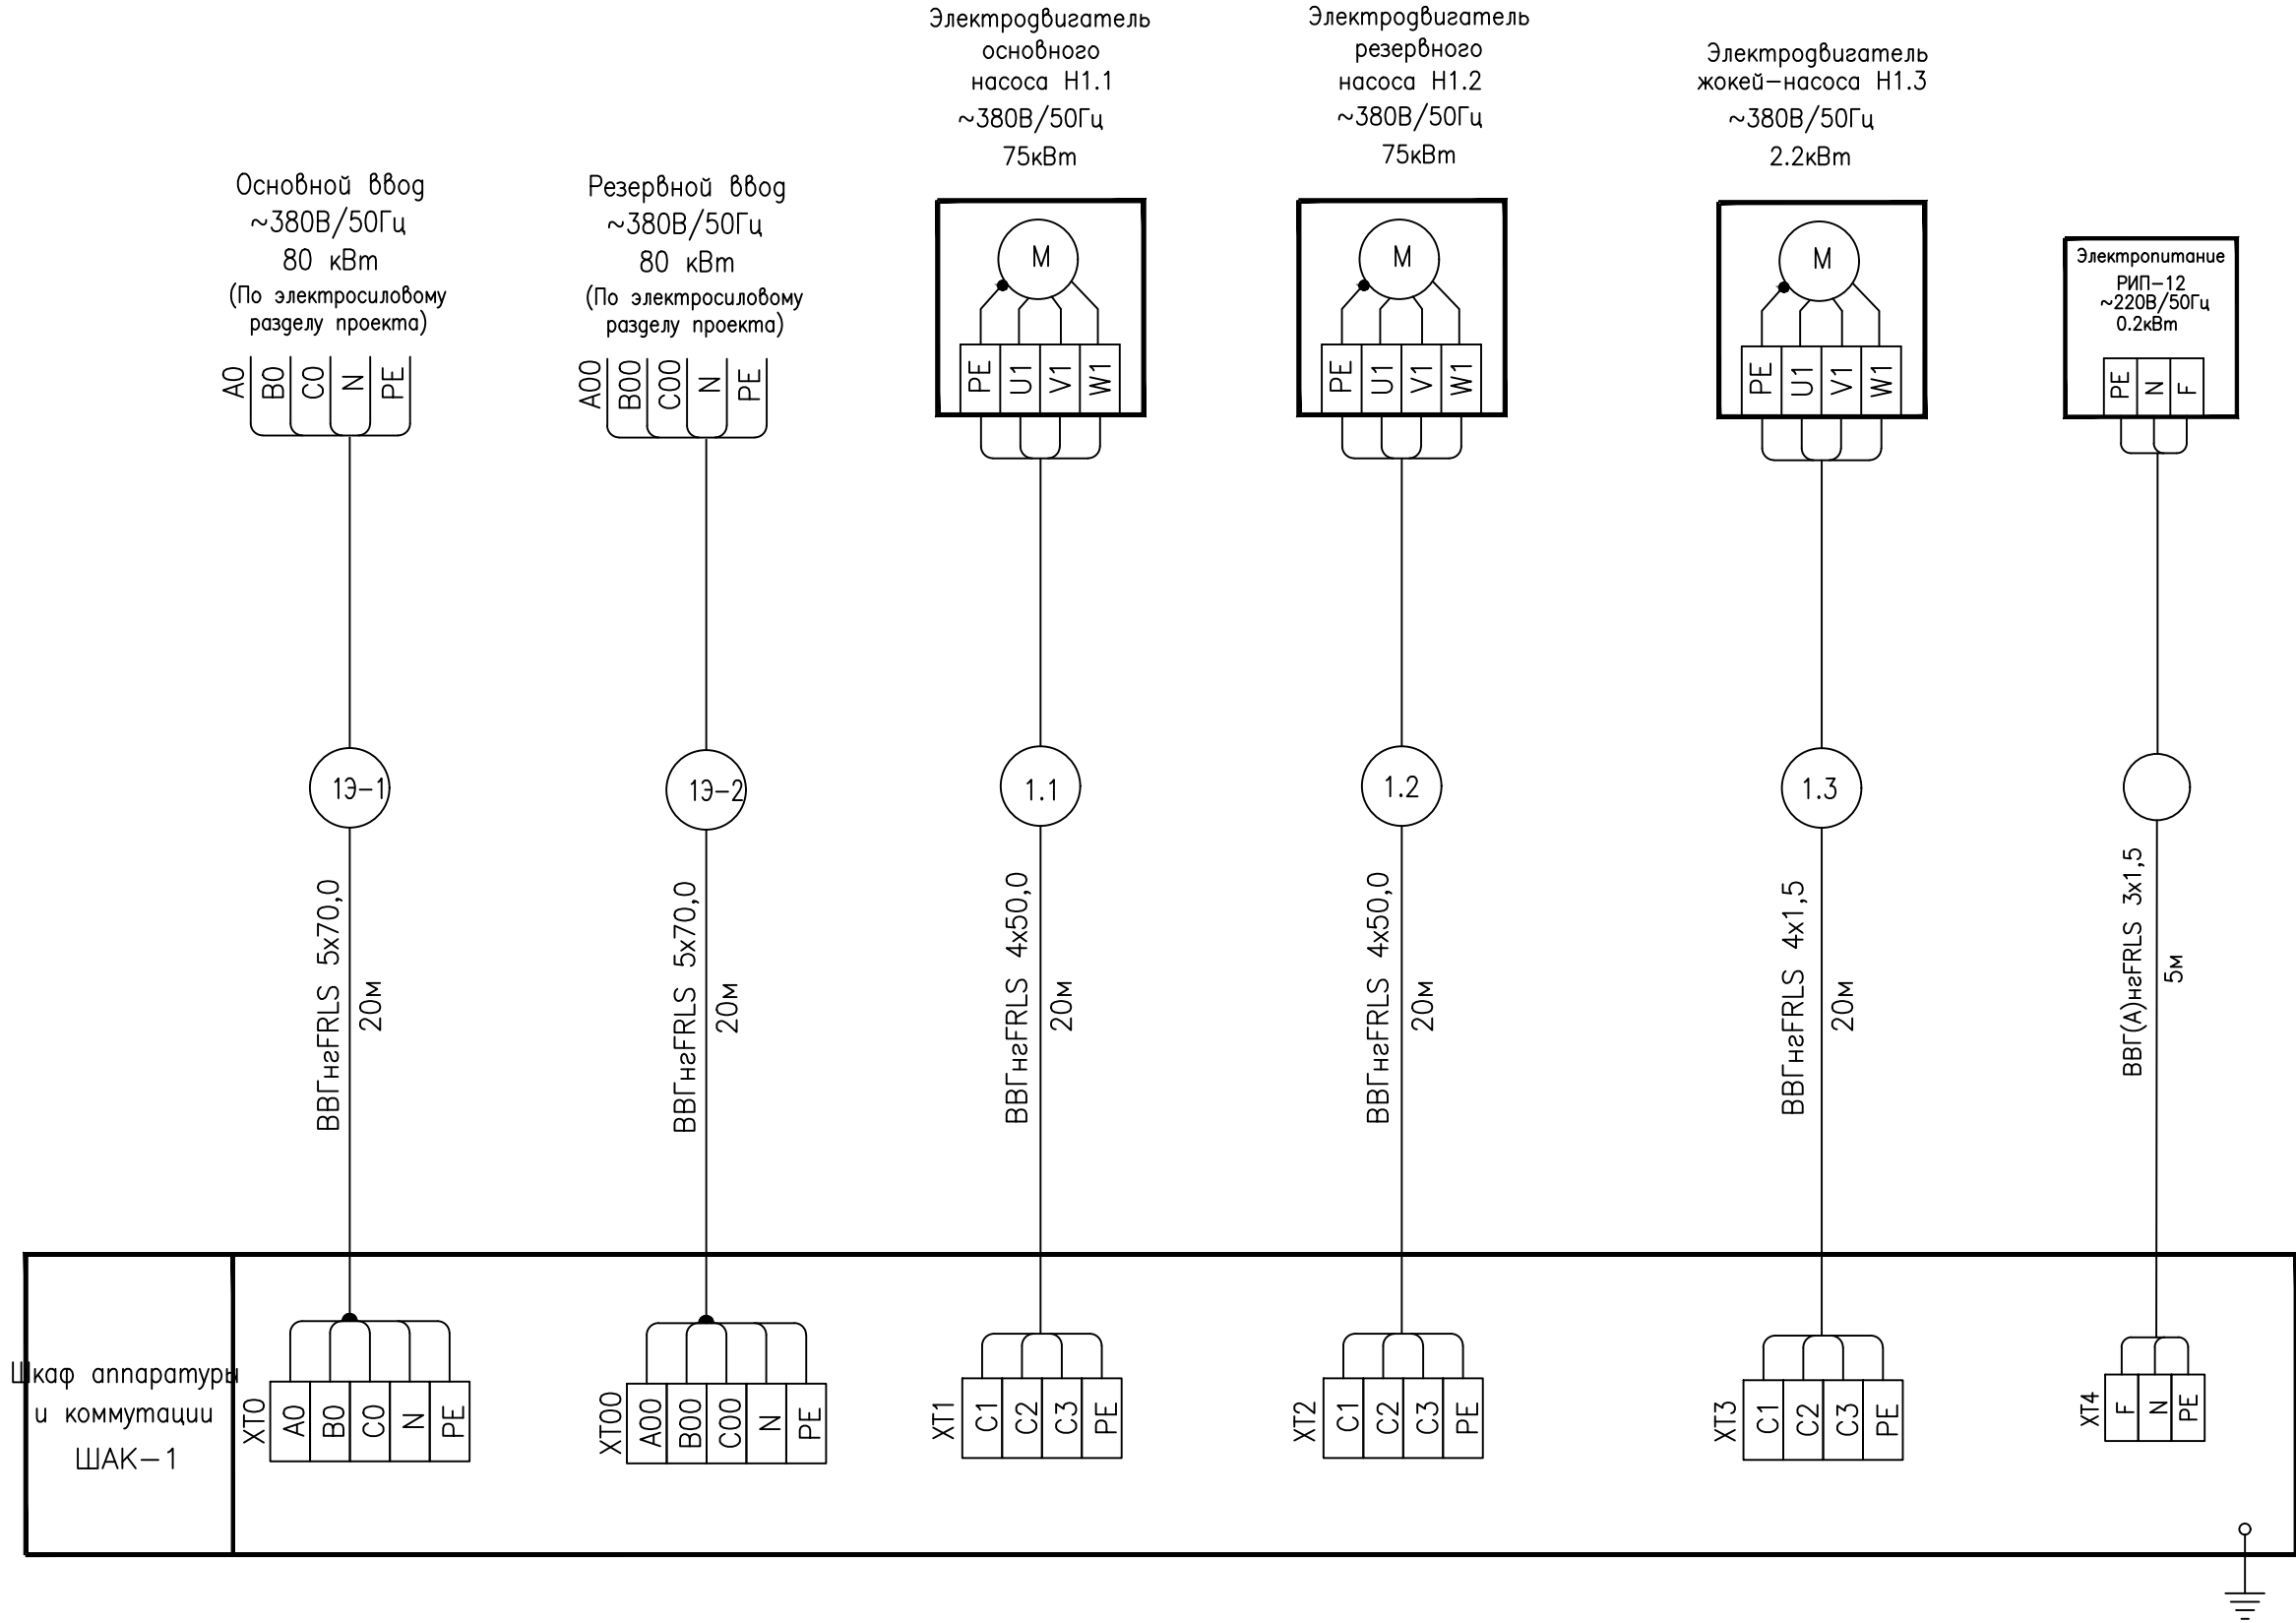 Электродвигатель
основного
насоса Н1.1
~380В/50Гц
75кВт
Электродвигатель
резервного
насоса Н1.2
~380В/50Гц
75кВт
Электродвигатель
жокей-насоса Н1.3
~380В/50Гц
2.2кВт
Основной ввод
~380В/50Гц
80 кВт
(По электросиловому
разделу проекта)
Резервной ввод
~380В/50Гц
80 кВт
(По электросиловому
разделу проекта)
M
M
M
Электропитание
РИП-12
~220В/50Гц
0.2кВт
A0 B0 C0 N PE
A00 B00 C00 N PE
PE U1 V1 W1
PE U1 V1 W1
PE U1 V1 W1
PE N F
1Э-1
1Э-2
1.1
1.2
1.3
ВВГнгFRLS 5x70,0
20м
ВВГнгFRLS 5x70,0
20м
ВВГнгFRLS 4x50,0
20м
ВВГнгFRLS 4x50,0
20м
ВВГнгFRLS 4x1,5
20м
ВВГ(А)нгFRLS 3x1,5
5м
Шкаф аппаратуры
и коммутации
ШАК-1
XT0 A0 B0 C0 N PE
XT00 A00 B00 C00 N PE
XT1 C1 C2 C3 PE
XT2 C1 C2 C3 PE
XT3 C1 C2 C3 PE
XT4 F N PE